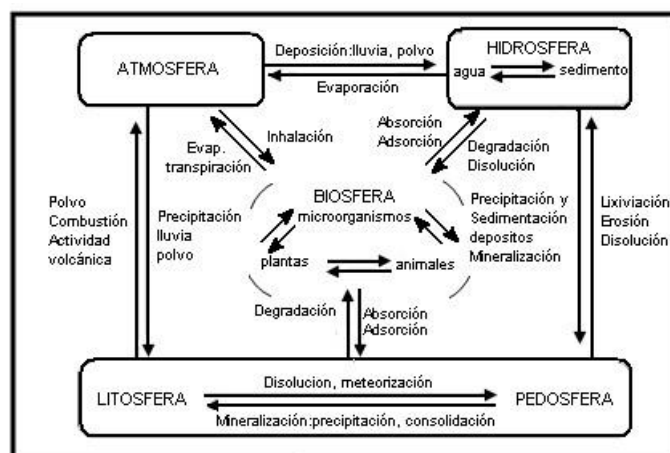 ATMOSFERA
Deposición:lluvia, polvo
Evaporación
HIDROSFERA
agua
sedimento
Inhalación
Evap.
transpiración
Absorción
Adsorción
Degradación
Disolución
Polvo
Combustión
Actividad
volcánica
Precipitación
lluvia
polvo
BIOSFERA
microorganismos
plantas
animales
Precipitación y
Sedimentación
depositos
Mineralización
Lixiviación
Erosión
Disolución
Degradación
Absorción
Adsorción
LITOSFERA
Disolucion, meteorización
Mineralización:precipitación, consolidación
PEDOSFERA